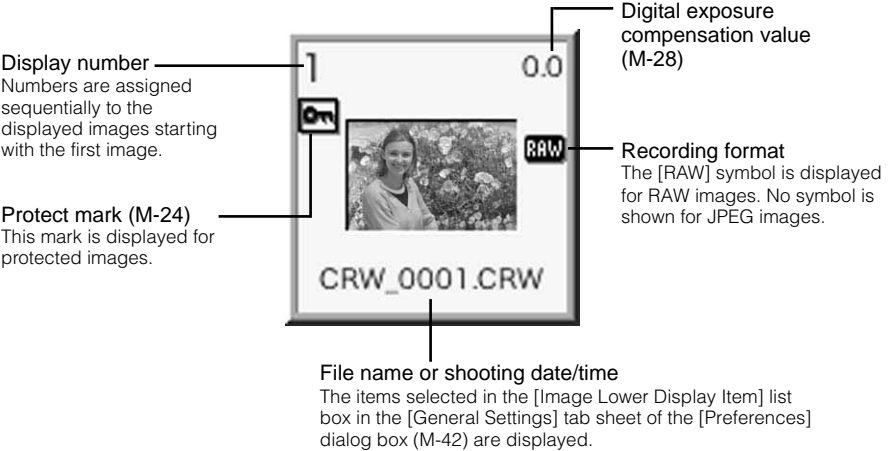 Digital exposure
compensation value
(M-28)
Display number
Numbers are assigned
sequentially to the
displayed images starting
with the first image.
1
0.0
RAW
Recording format
The [RAW] symbol is displayed
for RAW images. No symbol is
shown for JPEG images.
Protect mark (M-24)
This mark is displayed for
protected images.
CRW_0001.CRW
File name or shooting date/time
The items selected in the [Image Lower Display Item] list
box in the [General Settings] tab sheet of the [Preferences]
dialog box (M-42) are displayed.